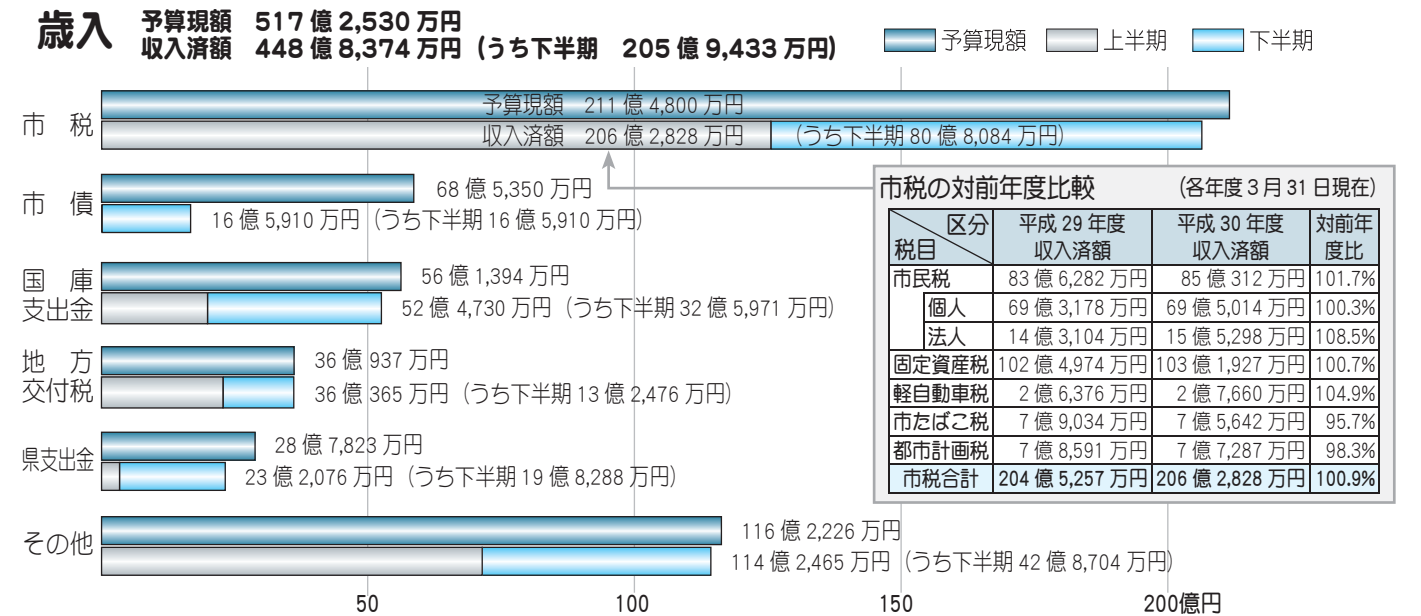 歳入
予算現額 517億2,530万円
収入済額 448億8,374万円(うち下半期 205億9,433万円)
予算現額 上半期 下半期
市税
予算現額 211億4,800万円
収入済額 206億2,828万円 (うち下半期80億8,084万円)
市債
68億5,350万円
16億5,910万円(うち下半期16億5,910万円)
国庫
支出金
56億1,394万円
52億4,730万円(うち下半期32億5,971万円)
地方
交付税
36億937万円
36億365万円(うち下半期13億2,476万円)
県支出金
28億7,823万円
23億2,076万円(うち下半期19億8,288万円)
その他
116億2,226万円
114億2,465万円(うち下半期42億8,704万円)
50 100 150 200億円
市税の対前年度比較 (各年度3月31日現在)
区分 平成29年度 平成30年度 対前年
税目 収入済額 収入済額 度比
市民税 83億6,282万円 85億312万円 101.7%
個人 69億3,178万円 69億5,014万円 100.3%
法人 14億3,104万円 15億5,298万円 108.5%
固定資産税 102億4,974万円 103億1,927万円 100.7%
軽自動車税 2億6,376万円 2億7,660万円 104.9%
市たばこ税 7億9,034万円 7億5,642万円 95.7%
都市計画税 7億8,591万円 7億7,287万円 98.3%
市税合計 204億5,257万円 206億2,828万円 100.9%